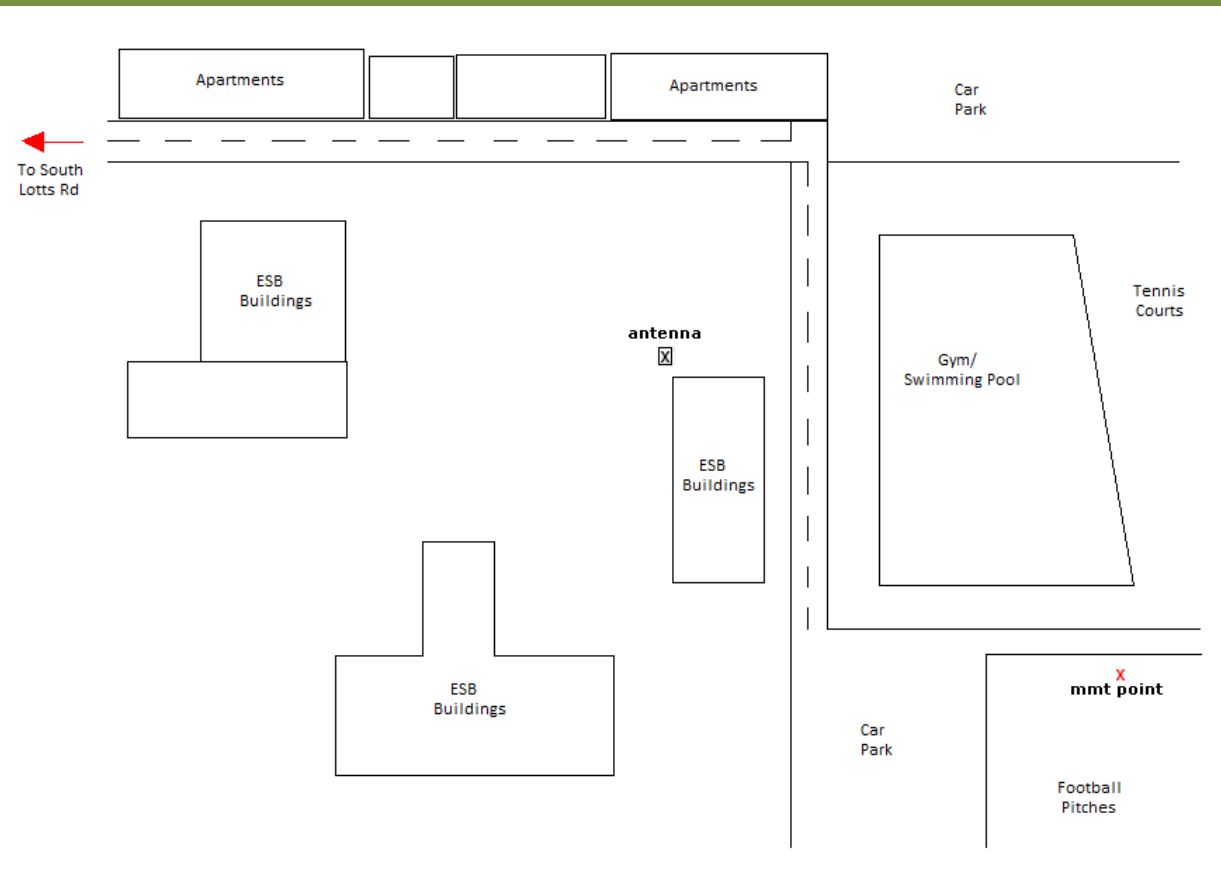 Apartments
Apartments
Car
Park
To South
Lotts Rd
ESB
Buildings
Tennis
Courts
antenna
X
Gym/
Swimming Pool
ESB
Buildings
X
mmt point
ESB
Buildings
Car
Park
Football
Pitches